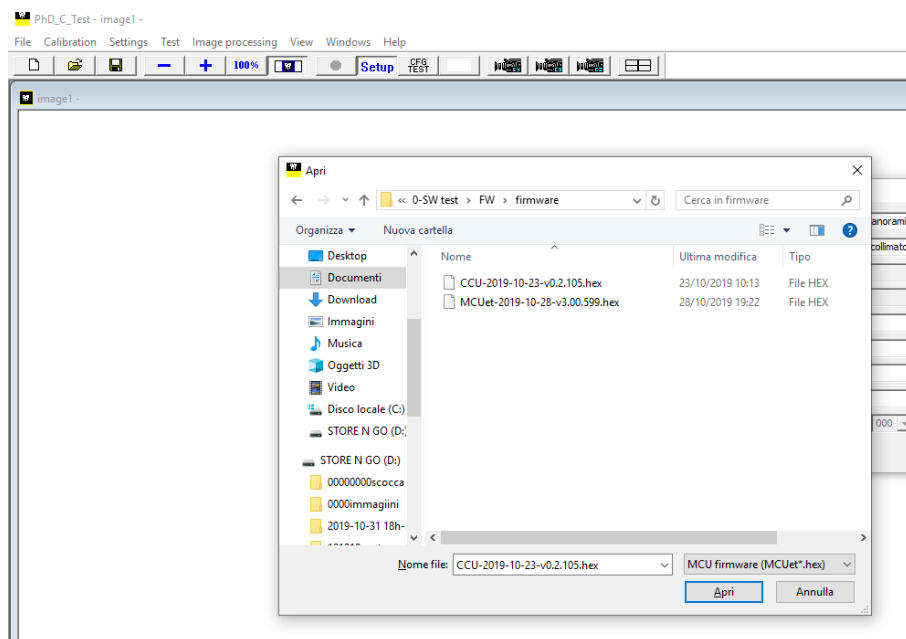 PhD_C_Test - image1 -
File Calibration Settings Test Image processing View Windows Help
100% Setup CFG TEST
image1 -
Apri
« 0-SW test > FW > firmware Cerca in firmware
Organizza Nuova cartella
Nome Ultima modifica Tipo
Desktop
Documenti
Download
Immagini
Musica
Oggetti 3D
Video
Disco locale (C:)
STORE N GO (D:)
STORE N GO (D:)
00000000scocca
0000immagiini
2019-10-31 18h-
CCU-2019-10-23-v0.2.105.hex 23/10/2019 10:13 File HEX
MCUet-2019-10-28-v3.00.599.hex 28/10/2019 19:22 File HEX
anorami
collimato
000
Nome file: CCU-2019-10-23-v0.2.105.hex MCU firmware (MCUet*.hex)
Apri Annulla